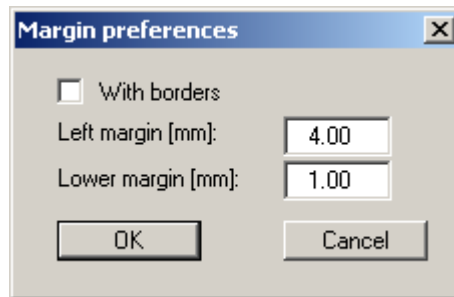 Margin preferences
With borders
Left margin [mm]: 4.00
Lower margin [mm]: 1.00
OK Cancel